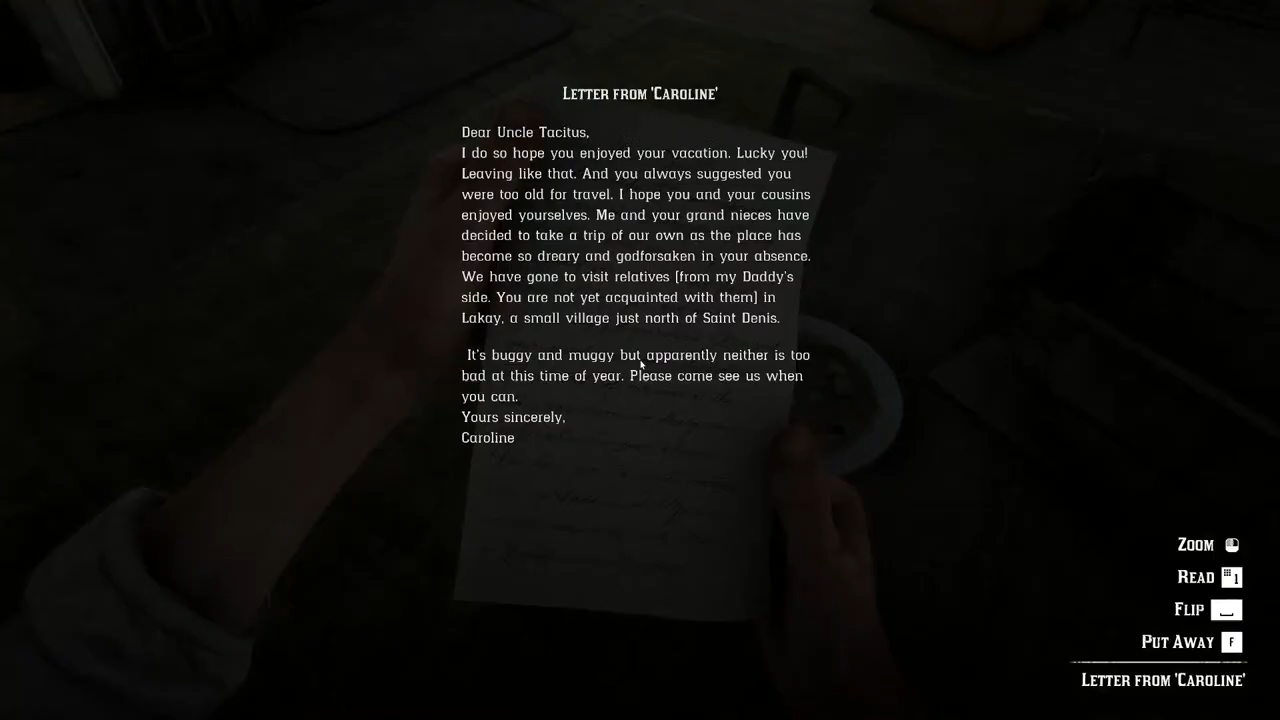 LETTER FROM 'CAROLINE'
Dear Uncle Tacitus,
I do so hope you enjoyed your vacation. Lucky you!
Leaving like that. And you always suggested you
were too old for travel. I hope you and your cousins
enjoyed yourselves. Me and your grand nieces have
decided to take a trip of our own as the place has
become so dreary and godforsaken in your absence.
We have gone to visit relatives [from my Daddy's
side. You are not yet acquainted with them] in
Lakay, a small village just north of Saint Denis.
It's buggy and muggy but apparently neither is too
bad at this time of year. Please come see us when
you can.
Yours sincerely,
Caroline
ZOOM
READ 1
FLIP
PUT AWAY F
LETTER FROM 'CAROLINE'